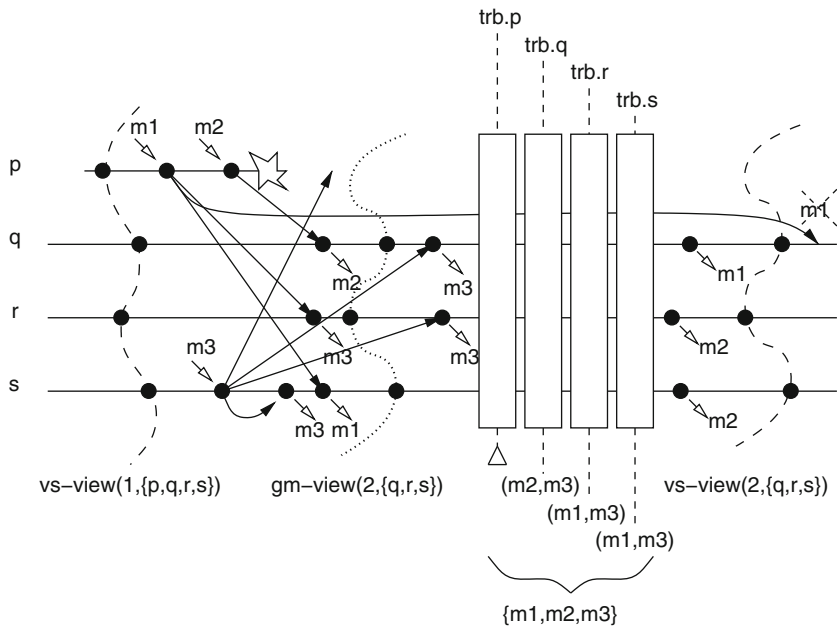 trb.p
trb.q
trb.r
trb.s
m1
m2
p
m1
q
m2
m3
m1
r
m3
m3
m3
m2
s
m3
m1
m2
vs-view(1,{p,q,r,s})
gm-view(2,{q,r,s})
(m2,m3)
vs-view(2,{q,r,s})
(m1,m3)
(m1,m3)
{m1,m2,m3}